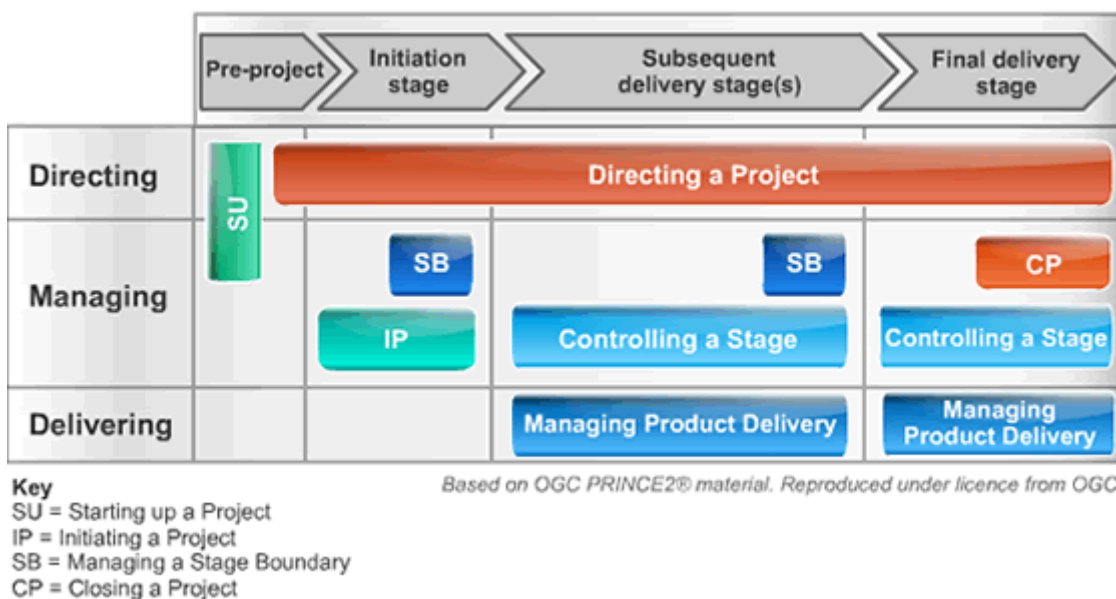 Pre-project
Initiation
stage
Subsequent
delivery stage(s)
Final delivery
stage
Directing
SU
Directing a Project
Managing
SB
SB
CP
IP
Controlling a Stage
Controlling a Stage
Delivering
Managing Product Delivery
Managing
Product Delivery
Key
Based on OGC PRINCE2® material. Reproduced under licence from OGC
SU = Starting up a Project
IP = Initiating a Project
SB = Managing a Stage Boundary
CP = Closing a Project